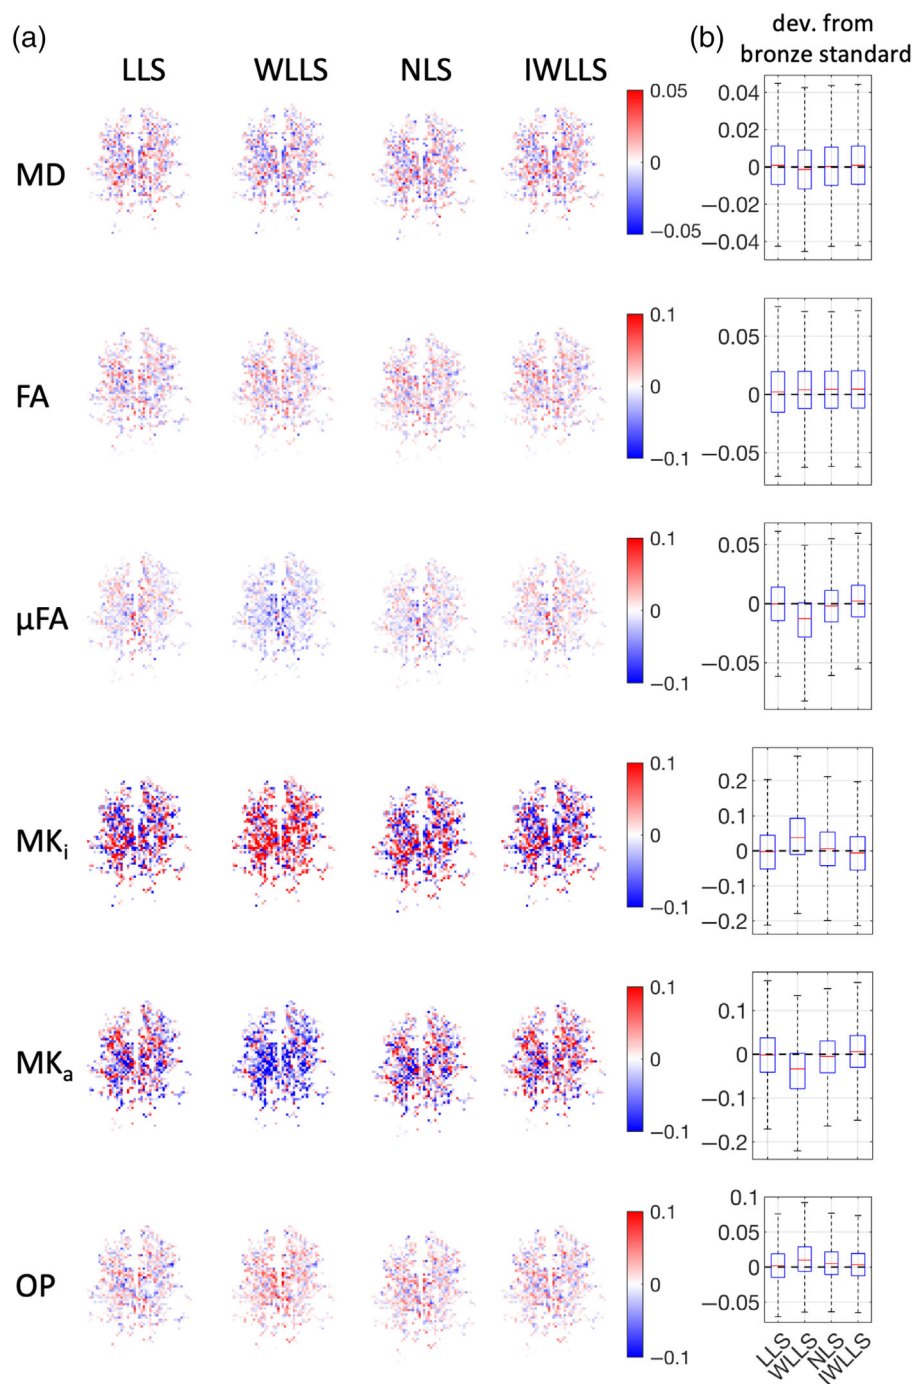 (a)
(b)
dev. from
bronze standard
LLS WLLS NLS IWLLS
MD
0.05
0
−0.05
0.04
0.02
0
−0.02
−0.04
FA
0.1
0
−0.1
0.05
0
−0.05
μFA
0.1
0
−0.1
0.05
0
−0.05
MKi
0.1
0
−0.1
0.2
0.1
0
−0.1
−0.2
MKa
0.1
0
−0.1
0.1
0
−0.1
−0.2
OP
0.1
0
−0.1
0.1
0.05
0
−0.05
LLS
WLLS
NLS
IWLLS